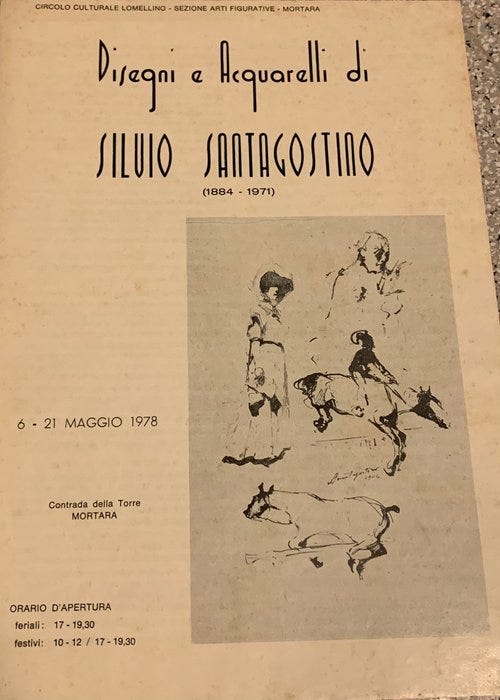 CIRCOLO CULTURALE LOMELLINO - SEZIONE ARTI FIGURATIVE - MORTARA
Disegni e Acquarelli di
SILVIO SANTAGOSTINO
(1884 - 1971)
6 - 21 MAGGIO 1978
Contrada della Torre
MORTARA
ORARIO D'APERTURA
feriali: 17 - 19,30
festivi: 10 - 12 / 17 - 19,30